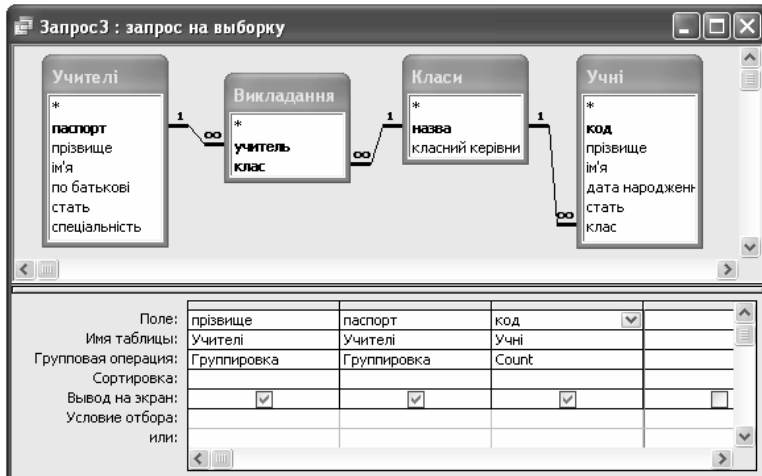 Запрос3 : запрос на выборку
Учителі
*
паспорт
прізвище
ім'я
по батькові
стать
спеціальність
1
∞
Викладання
*
учитель
клас
∞
1
Класи
*
назва
класний керівни
1
∞
Учні
*
код
прізвище
ім'я
дата народженн
стать
клас
Поле: прізвище паспорт код
Имя таблицы: Учителі Учителі Учні
Групповая операция: Группировка Группировка Count
Сортировка:
Вывод на экран:
Условие отбора:
или: